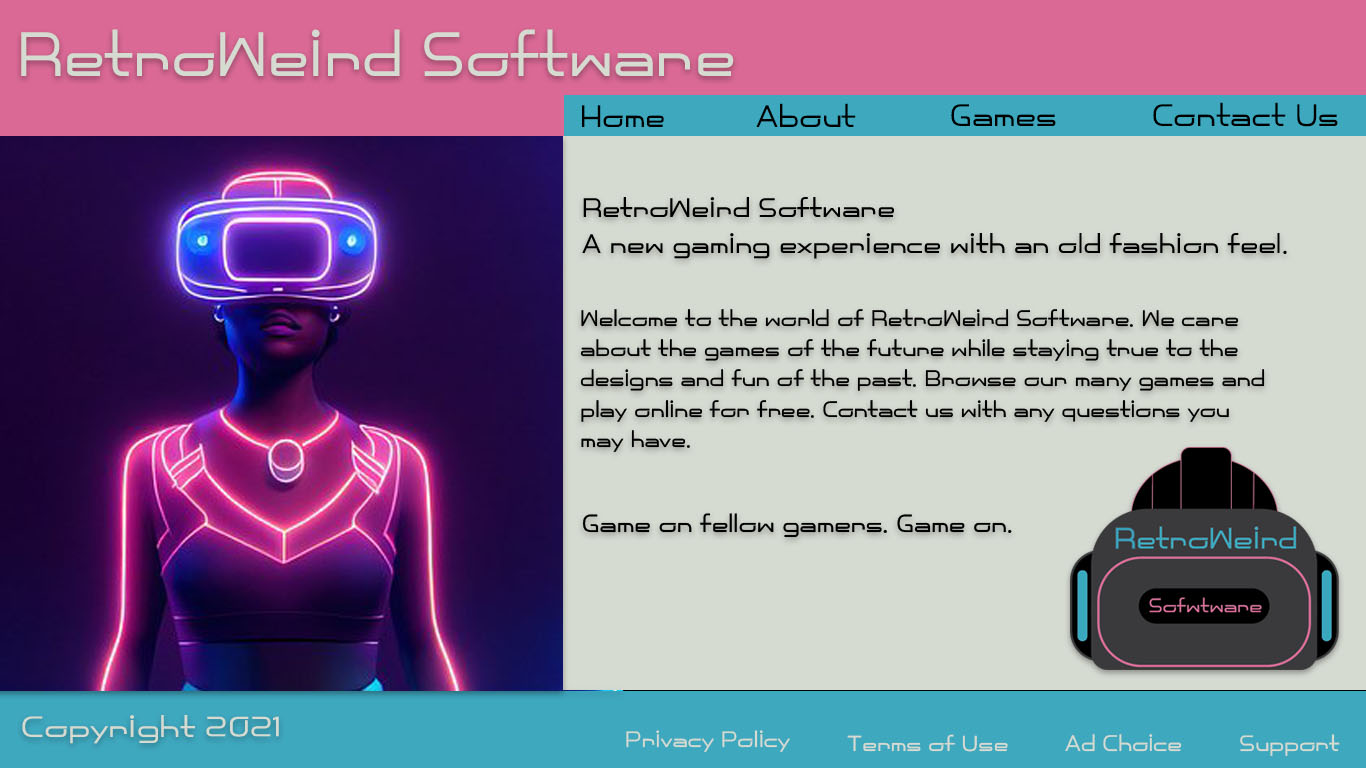 RetroWeird Software
Home About Games Contact Us
RetroWeird Software
A new gaming experience with an old fashion feel.
Welcome to the world of RetroWeird Software. We care
about the games of the future while staying true to the
designs and fun of the past. Browse our many games and
play online for free. Contact us with any questions you
may have.
Game on fellow gamers. Game on.
RetroWeird
Sofwtware
Copyright 2021
Privacy Policy Terms of Use Ad Choice Support